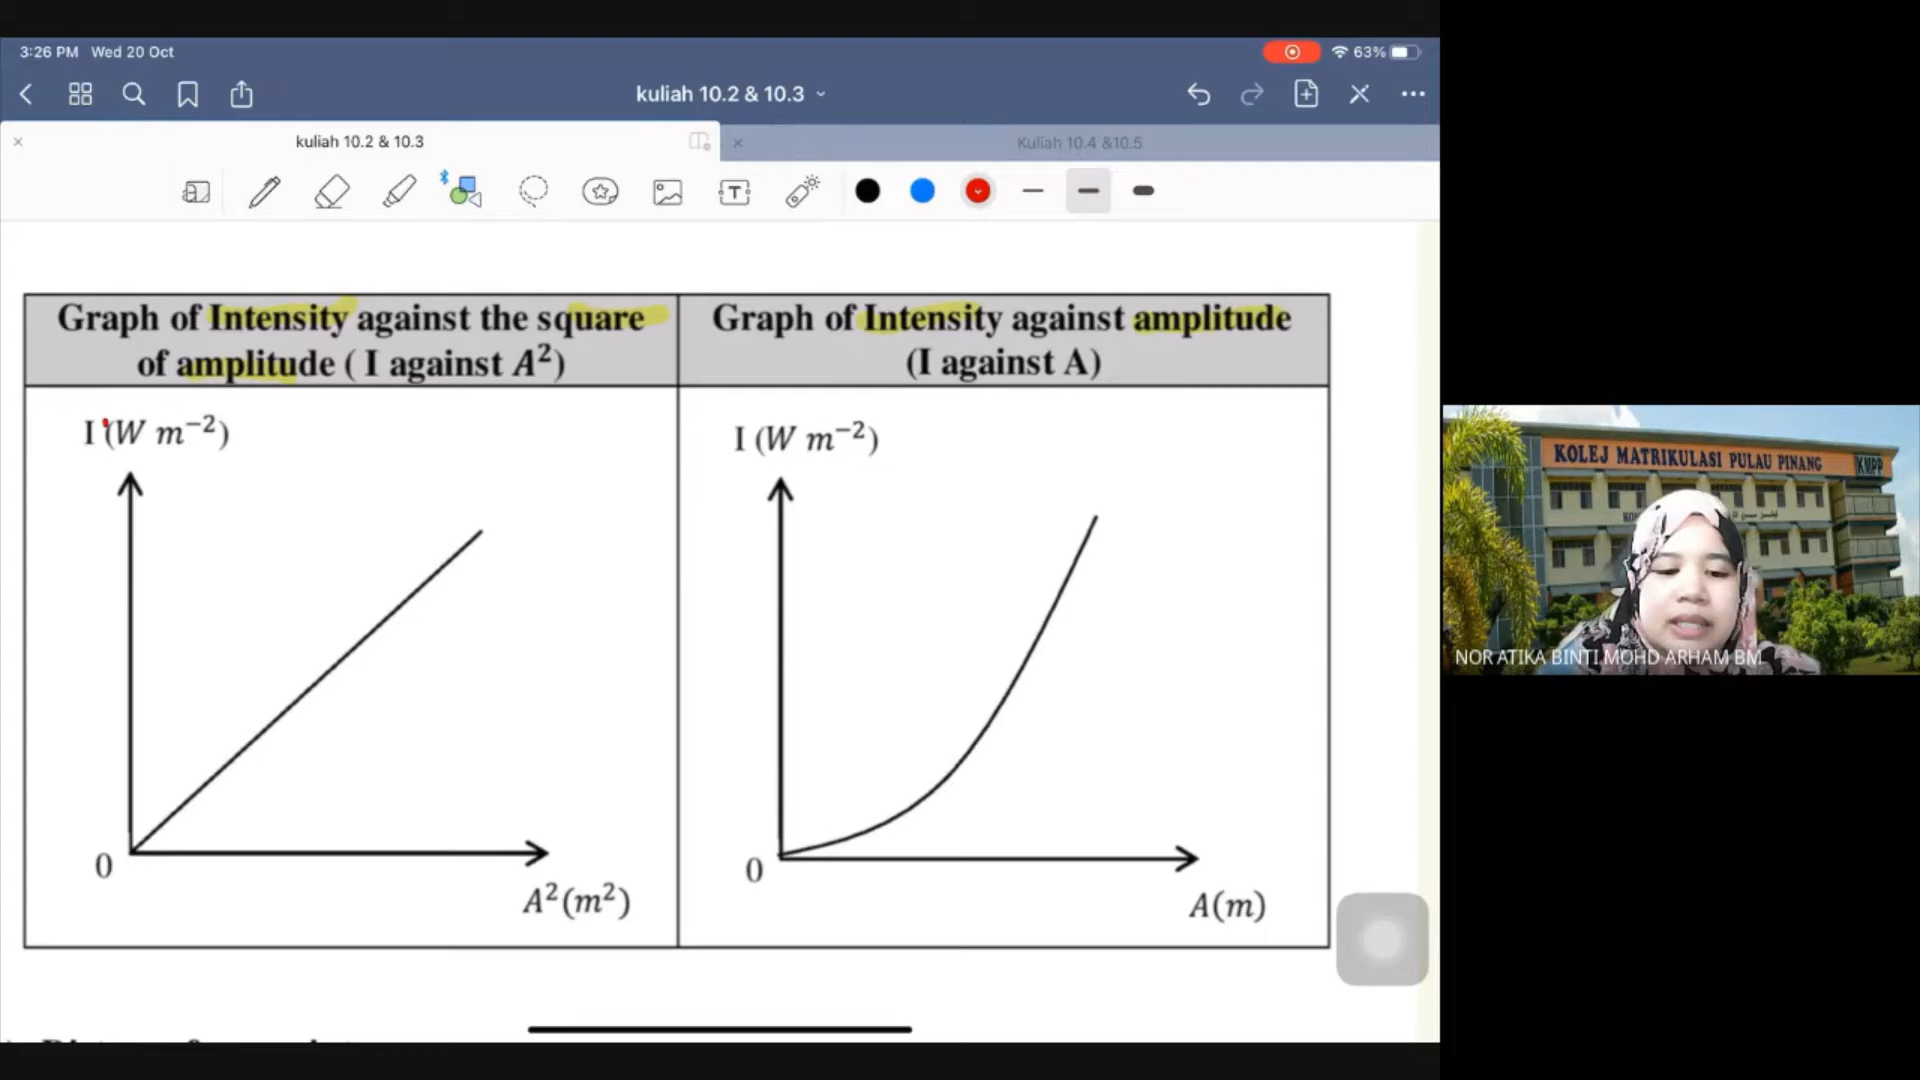 3:26 PM Wed 20 Oct
63%
kuliah 10.2 & 10.3
kuliah 10.2 & 10.3
Kuliah 10.4 &10.5
Graph of Intensity against the square
of amplitude ( I against A²)
Graph of Intensity against amplitude
(I against A)
I (W m⁻²)
0
A²(m²)
I (W m⁻²)
0
A(m)
KOLEJ MATRIKULASI PULAU PINANG
KMPP
NOR ATIKA BINTI MOHD ARHAM BM